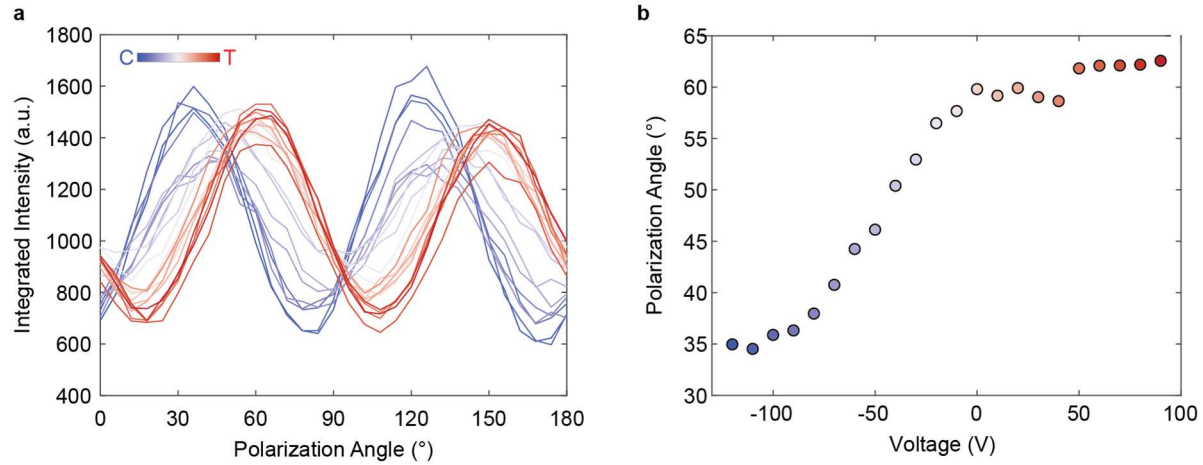 a
1800
1600
1400
1200
1000
800
600
400
Integrated Intensity (a.u.)
C T
0 30 60 90 120 150 180
Polarization Angle (°)
b
65
60
55
50
45
40
35
30
Polarization Angle (°)
-100 -50 0 50 100
Voltage (V)